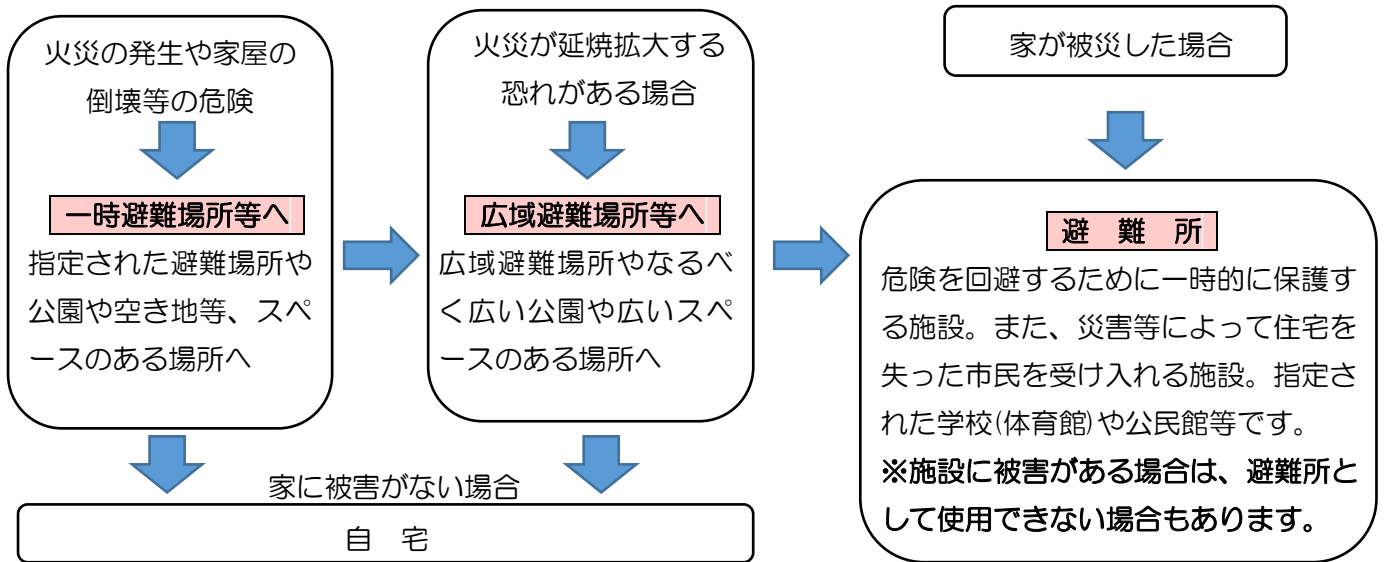 火災の発生や家屋の
倒壊等の危険
一時避難場所等へ
指定された避難場所や
公園や空き地等、スペ
ースのある場所へ
火災が延焼拡大する
恐れがある場合
広域避難場所等へ
広域避難場所やなるべ
く広い公園や広いスペ
ースのある場所へ
家に被害がない場合
自　宅
家が被災した場合
避　難　所
危険を回避するために一時的に保護す
る施設。また、災害等によって住宅を
失った市民を受け入れる施設。指定さ
れた学校(体育館)や公民館等です。
※施設に被害がある場合は、避難所と
して使用できない場合もあります。